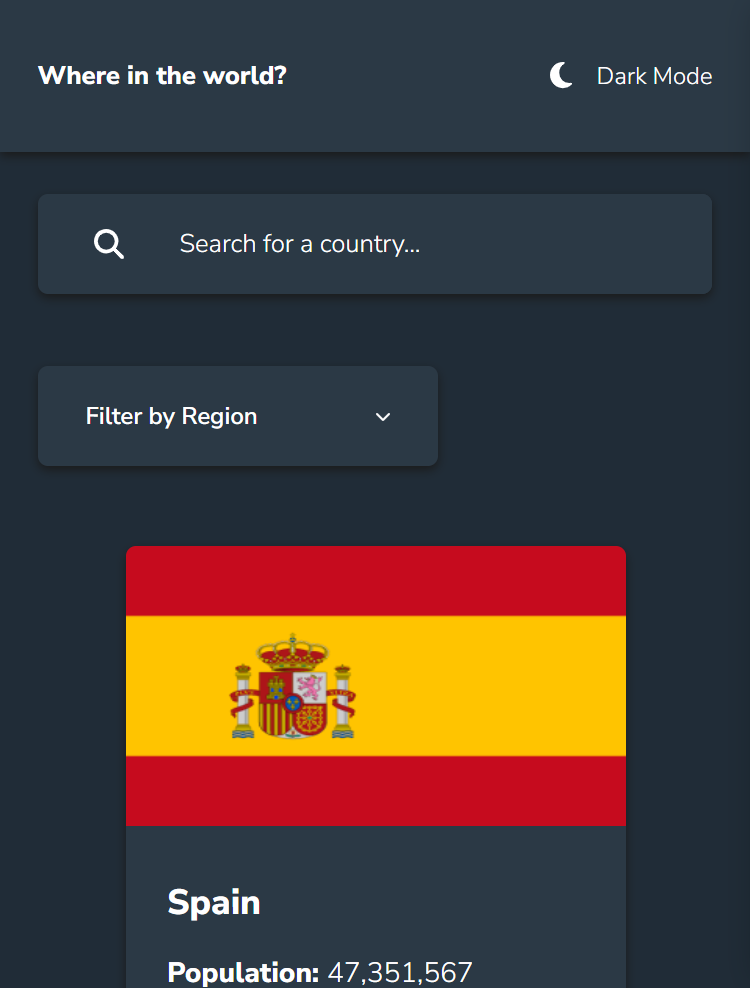 Where in the world?
Dark Mode
Search for a country...
Filter by Region
Spain
Population: 47,351,567